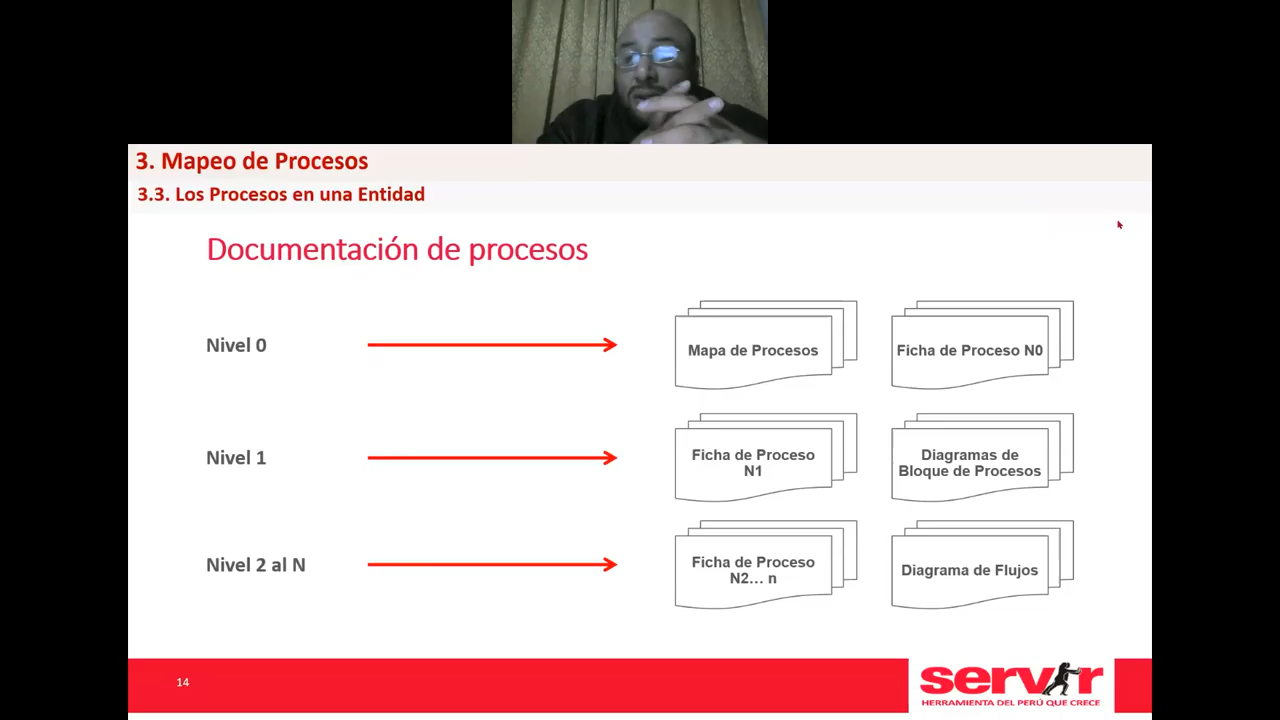 3. Mapeo de Procesos
3.3. Los Procesos en una Entidad
Documentación de procesos
Nivel 0
Mapa de Procesos
Ficha de Proceso N0
Nivel 1
Ficha de Proceso
N1
Diagramas de
Bloque de Procesos
Nivel 2 al N
Ficha de Proceso
N2... n
Diagrama de Flujos
14
servir
HERRAMIENTA DEL PERÚ QUE CRECE